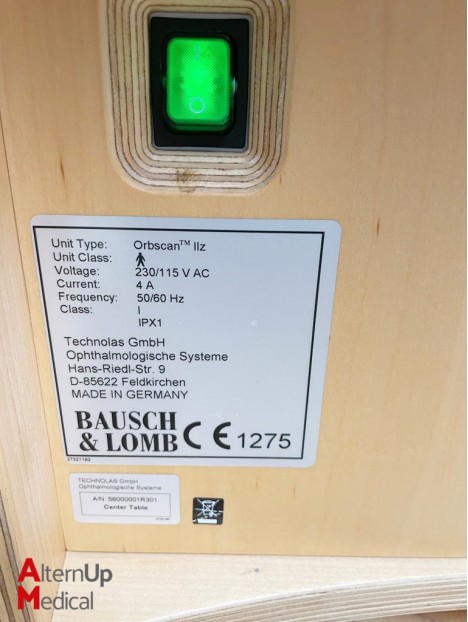 Unit Type: Orbscan™ IIz
Unit Class:
Voltage: 230/115 V AC
Current: 4 A
Frequency: 50/60 Hz
Class: I
IPX1
Technolas GmbH
Ophthalmologische Systeme
Hans-Riedl-Str. 9
D-85622 Feldkirchen
MADE IN GERMANY
BAUSCH
& LOMB CE 1275
TECHNOLAS GmbH
Ophthalmologische Systeme
A/N: 56000001R301
Center Table
AlternUp
Medical